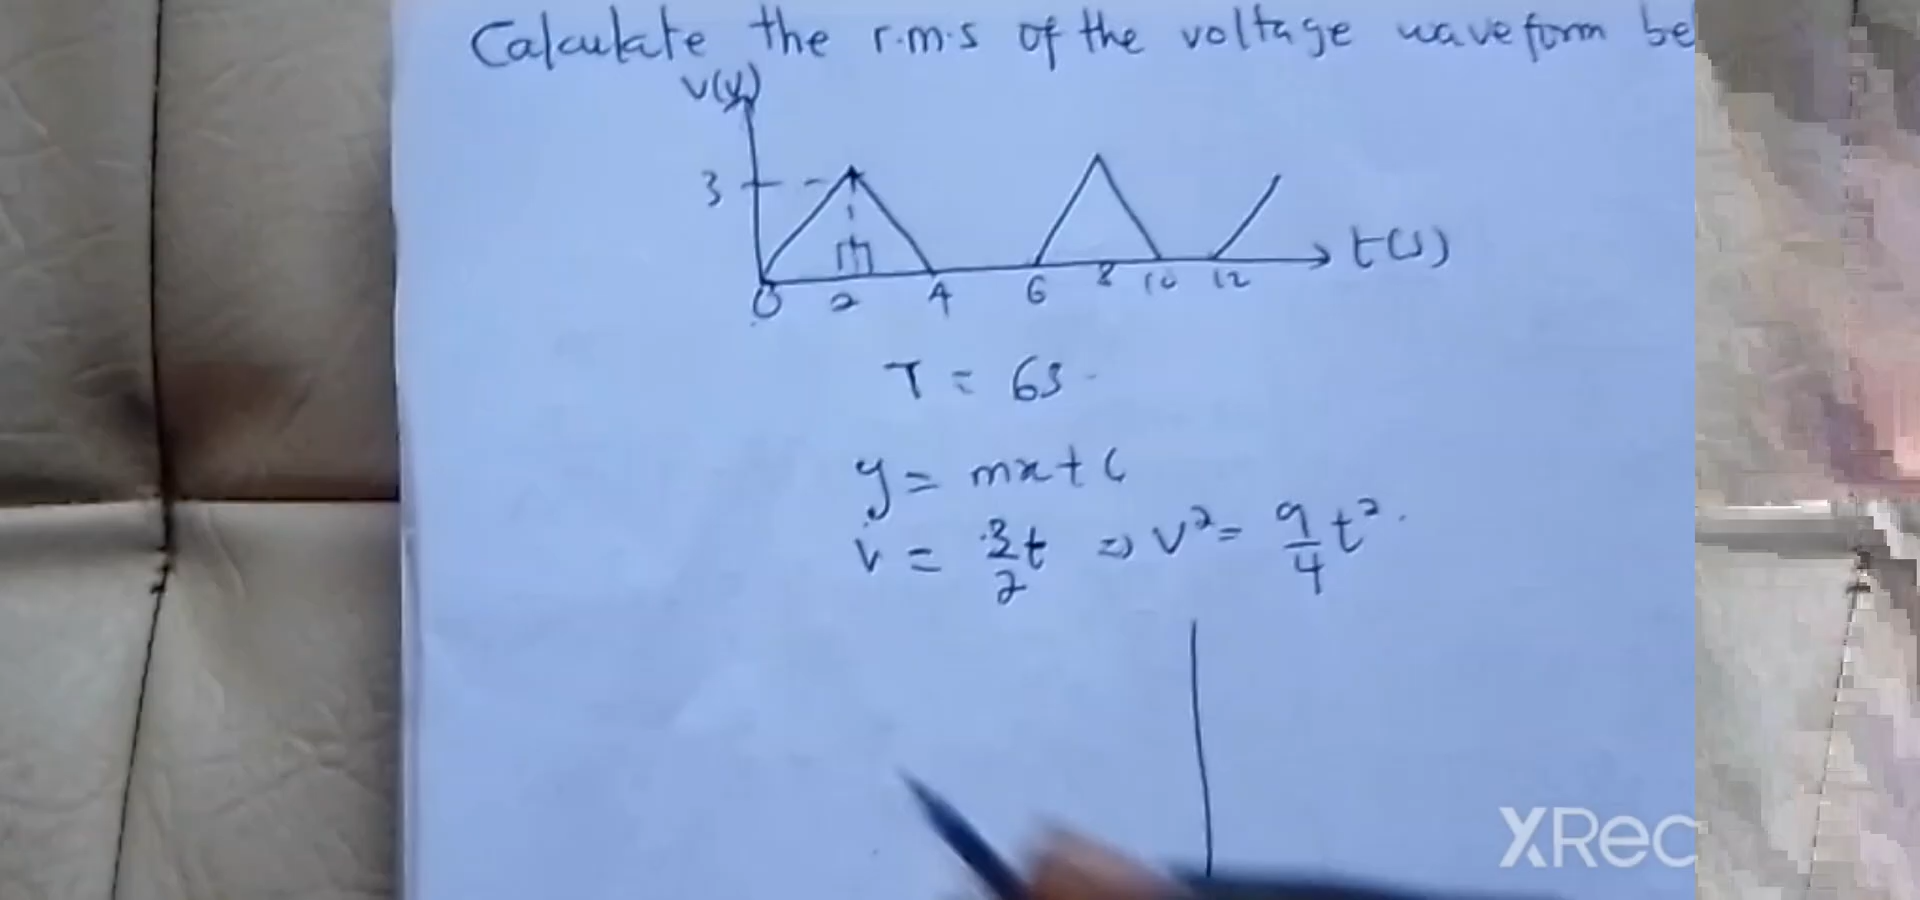 Calculate the r.m.s of the voltage waveform be
v(v)
3
0 2 4 6 8 10 12 t(s)
T = 6s
y = mx + c
v = 3/2 t ⇒ v² = 9/4 t².
XRec